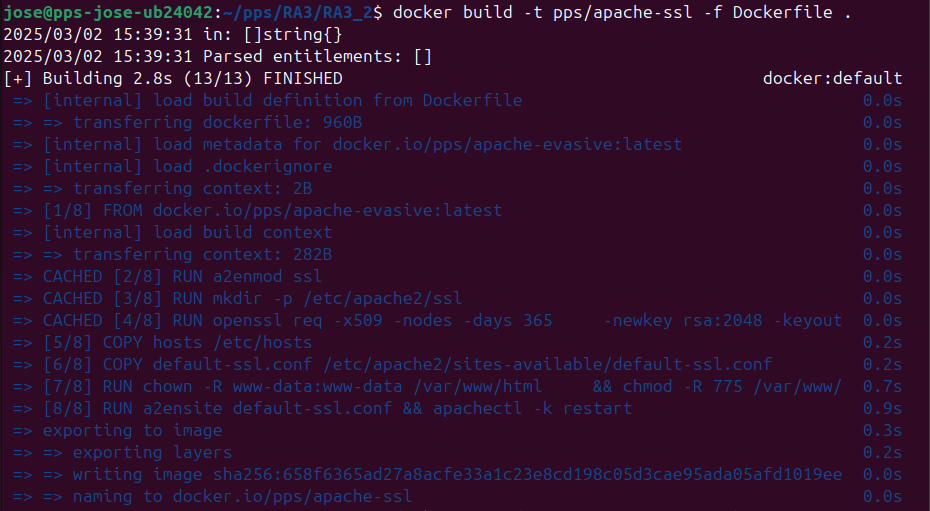 jose@pps-jose-ub24042:~/pps/RA3/RA3_2$ docker build -t pps/apache-ssl -f Dockerfile .
2025/03/02 15:39:31 in: []string{}
2025/03/02 15:39:31 Parsed entitlements: []
[+] Building 2.8s (13/13) FINISHED docker:default
=> [internal] load build definition from Dockerfile 0.0s
=> => transferring dockerfile: 960B 0.0s
=> [internal] load metadata for docker.io/pps/apache-evasive:latest 0.0s
=> [internal] load .dockerignore 0.0s
=> => transferring context: 2B 0.0s
=> [1/8] FROM docker.io/pps/apache-evasive:latest 0.0s
=> [internal] load build context 0.0s
=> => transferring context: 282B 0.0s
=> CACHED [2/8] RUN a2enmod ssl 0.0s
=> CACHED [3/8] RUN mkdir -p /etc/apache2/ssl 0.0s
=> CACHED [4/8] RUN openssl req -x509 -nodes -days 365     -newkey rsa:2048 -keyout 0.0s
=> [5/8] COPY hosts /etc/hosts 0.2s
=> [6/8] COPY default-ssl.conf /etc/apache2/sites-available/default-ssl.conf 0.2s
=> [7/8] RUN chown -R www-data:www-data /var/www/html     && chmod -R 775 /var/www/ 0.7s
=> [8/8] RUN a2ensite default-ssl.conf && apachectl -k restart 0.9s
=> exporting to image 0.3s
=> => exporting layers 0.2s
=> => writing image sha256:658f6365ad27a8acfe33a1c23e8cd198c05d3cae95ada05afd1019ee 0.0s
=> => naming to docker.io/pps/apache-ssl 0.0s